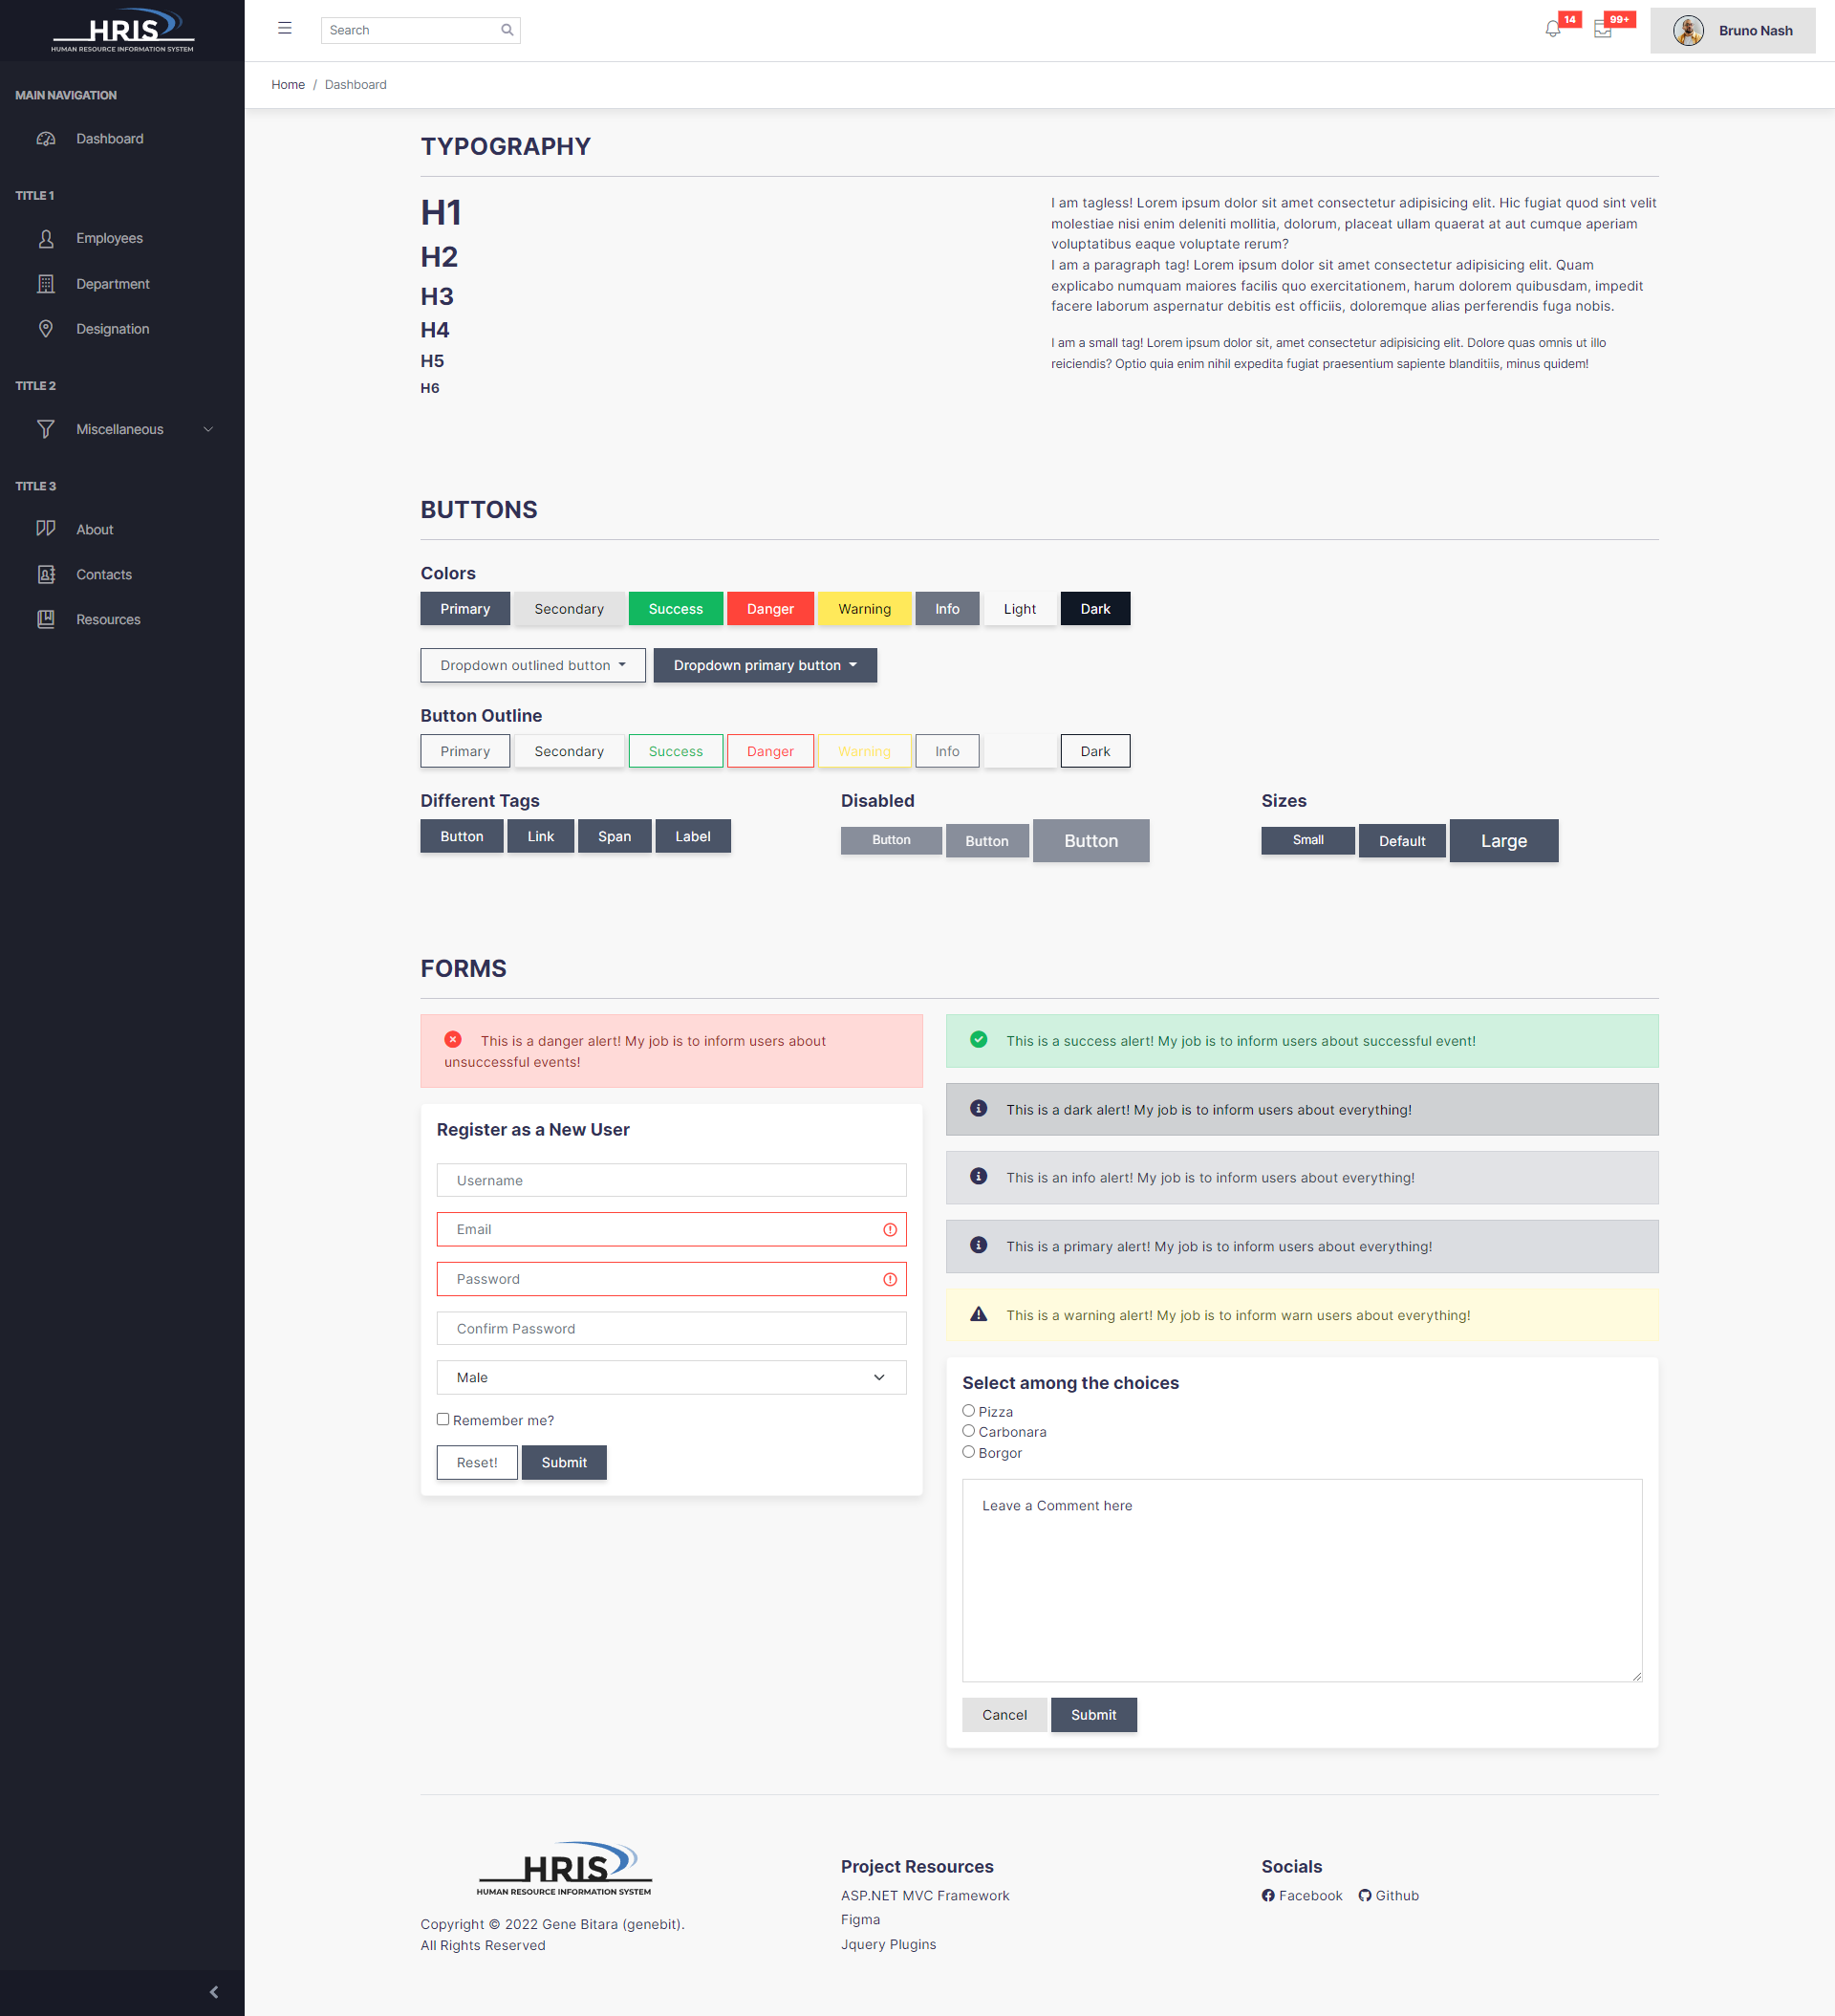 HRIS
HUMAN RESOURCE INFORMATION SYSTEM
MAIN NAVIGATION
Dashboard
TITLE 1
Employees
Department
Designation
TITLE 2
Miscellaneous
TITLE 3
About
Contacts
Resources
Search
14
99+
Bruno Nash
Home / Dashboard
TYPOGRAPHY
H1
H2
H3
H4
H5
H6
I am tagless! Lorem ipsum dolor sit amet consectetur adipisicing elit. Hic fugiat quod sint velit
molestiae nisi enim deleniti mollitia, dolorum, placeat ullam quaerat at aut cumque aperiam
voluptatibus eaque voluptate rerum?
I am a paragraph tag! Lorem ipsum dolor sit amet consectetur adipisicing elit. Quam
explicabo numquam maiores facilis quo exercitationem, harum dolorem quibusdam, impedit
facere laborum aspernatur debitis est officiis, doloremque alias perferendis fuga nobis.
I am a small tag! Lorem ipsum dolor sit, amet consectetur adipisicing elit. Dolore quas omnis ut illo
reiciendis? Optio quia enim nihil expedita fugiat praesentium sapiente blanditiis, minus quidem!
BUTTONS
Colors
Primary Secondary Success Danger Warning Info Light Dark
Dropdown outlined button Dropdown primary button
Button Outline
Primary Secondary Success Danger Warning Info Dark
Different Tags
Button Link Span Label
Disabled
Button Button Button
Sizes
Small Default Large
FORMS
This is a danger alert! My job is to inform users about
unsuccessful events!
Register as a New User
Username
Email
Password
Confirm Password
Male
Remember me?
Reset! Submit
This is a success alert! My job is to inform users about successful event!
This is a dark alert! My job is to inform users about everything!
This is an info alert! My job is to inform users about everything!
This is a primary alert! My job is to inform users about everything!
This is a warning alert! My job is to inform warn users about everything!
Select among the choices
Pizza
Carbonara
Borgor
Leave a Comment here
Cancel Submit
HRIS
HUMAN RESOURCE INFORMATION SYSTEM
Copyright © 2022 Gene Bitara (genebit).
All Rights Reserved
Project Resources
ASP.NET MVC Framework
Figma
Jquery Plugins
Socials
Facebook Github